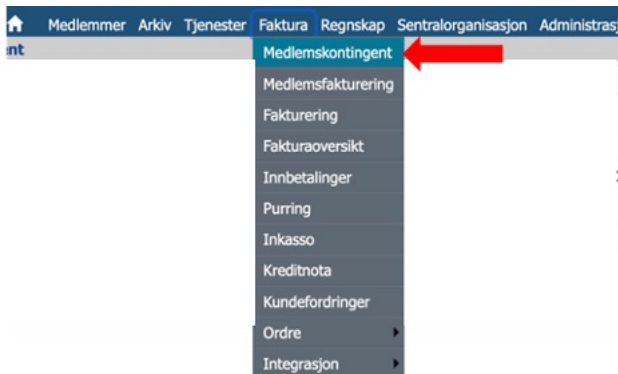 Medlemmer Arkiv Tjenester Faktura Regnskap Sentralorganisasjon
nt
Medlemskontingent
Medlemsfakturering
Fakturering
Fakturaoversikt
Innbetalinger
Purring
Inkasso
Kreditnota
Kundefordringer
Ordre
Integrasjon